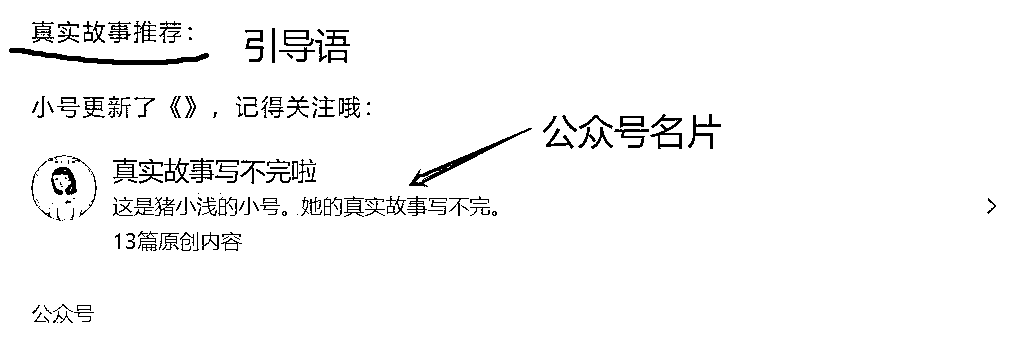 真实故事推荐：
引导语
小号更新了《》，记得关注哦：
公众号名片
真实故事写不完啦
这是猪小浅的小号。她的真实故事写不完。
13篇原创内容
公众号